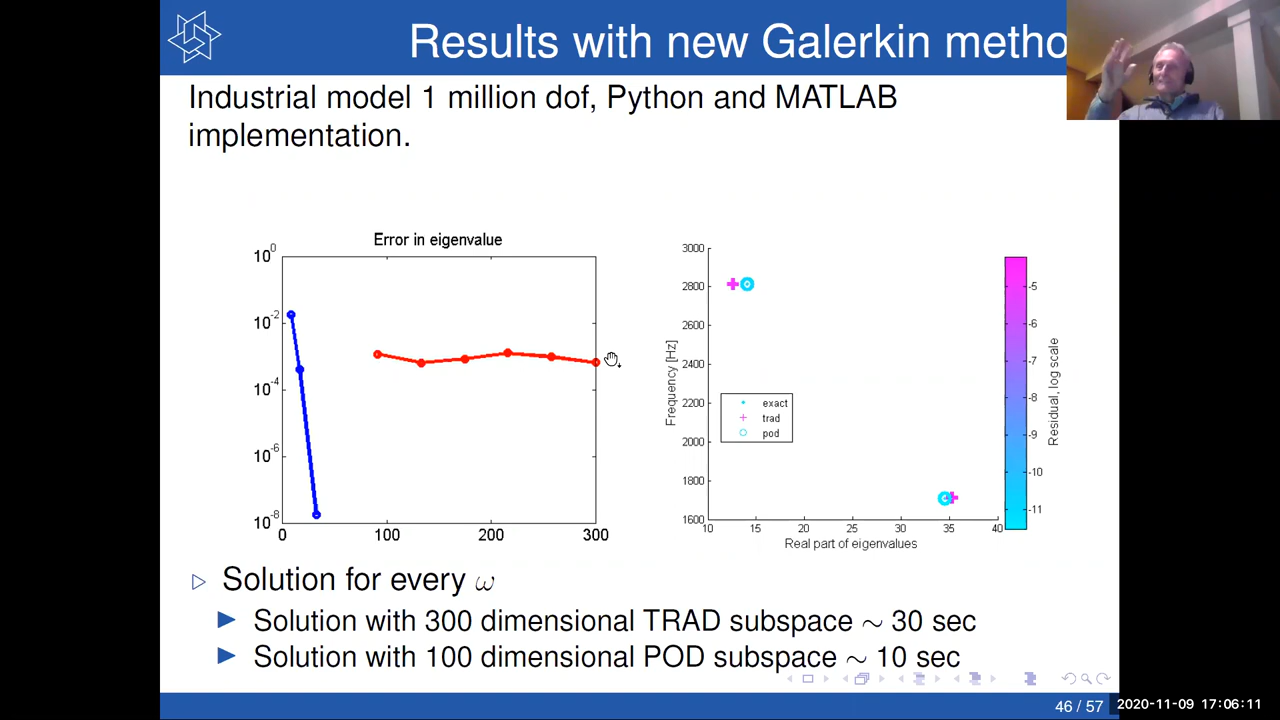 Results with new Galerkin metho
Industrial model 1 million dof, Python and MATLAB
implementation.
Error in eigenvalue
10^0
10^-2
10^-4
10^-6
10^-8
0 100 200 300
3000
2800
2600
2400
2200
2000
1800
1600
Frequency [Hz]
exact
trad
pod
10 15 20 25 30 35 40
Real part of eigenvalues
-5
-6
-7
-8
-9
-10
-11
Residual, log scale
Solution for every ω
Solution with 300 dimensional TRAD subspace ∼ 30 sec
Solution with 100 dimensional POD subspace ∼ 10 sec
46 / 57
2020-11-09 17:06:11